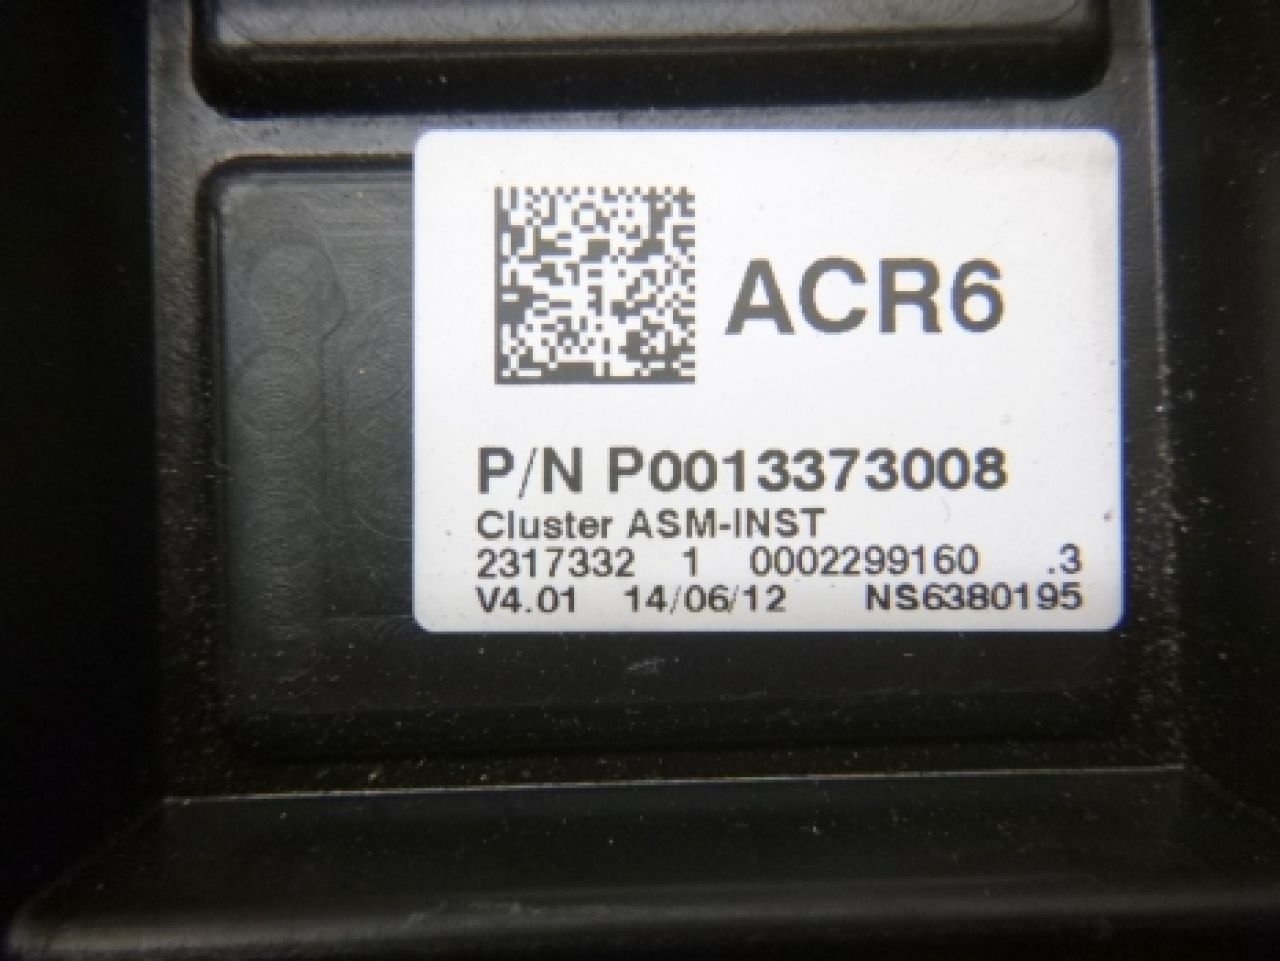 ACR6
P/N P0013373008
Cluster ASM-INST
2317332 1 0002299160 .3
V4.01 14/06/12 NS6380195